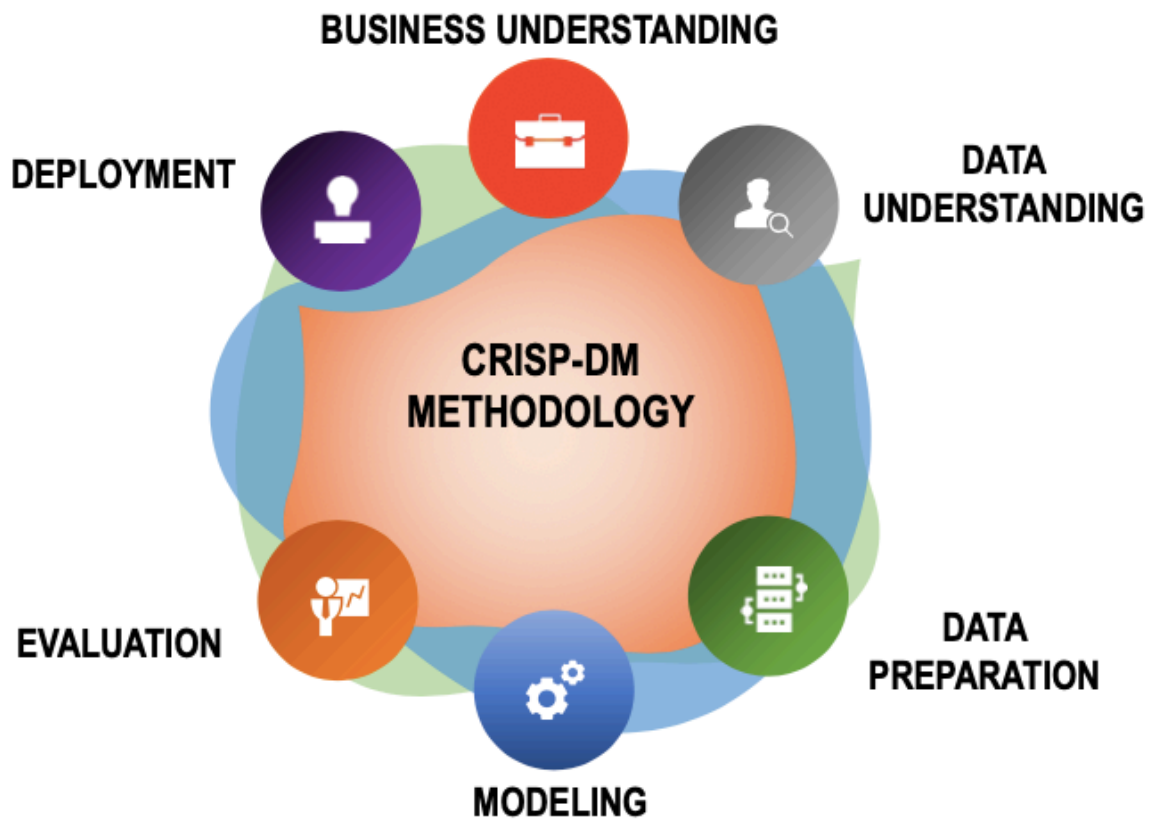 BUSINESS UNDERSTANDING
DEPLOYMENT
DATA
UNDERSTANDING
CRISP-DM
METHODOLOGY
EVALUATION
DATA
PREPARATION
MODELING